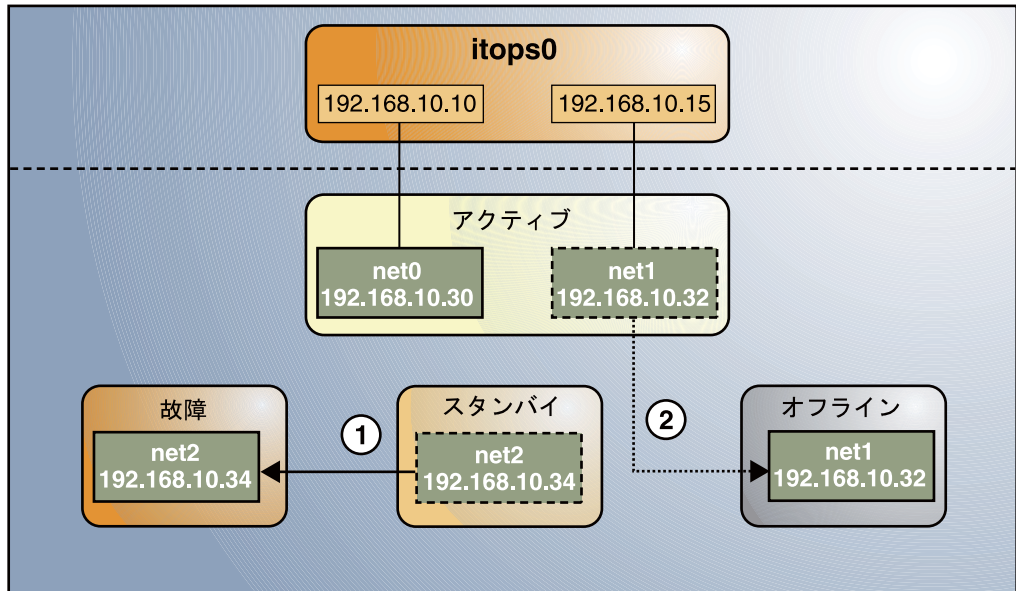 itops0
192.168.10.10
192.168.10.15
アクティブ
net0
192.168.10.30
net1
192.168.10.32
故障
net2
192.168.10.34
1
スタンバイ
net2
192.168.10.34
2
オフライン
net1
192.168.10.32